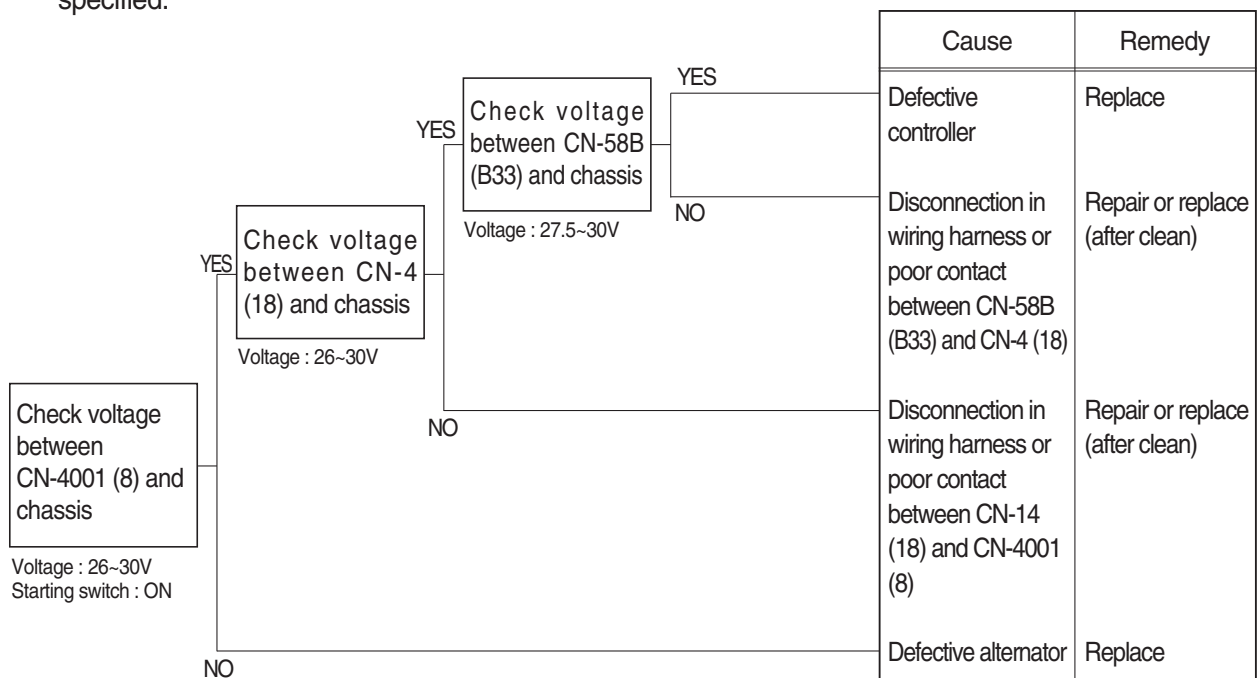 specified.
Cause
Remedy
YES
Check voltage
between CN-58B
(B33) and chassis
YES
Defective
controller
Replace
NO
Voltage : 27.5~30V
Disconnection in
wiring harness or
poor contact
between CN-58B
(B33) and CN-4 (18)
Repair or replace
(after clean)
Check voltage
between CN-4
(18) and chassis
YES
Voltage : 26~30V
NO
Disconnection in
wiring harness or
poor contact
between CN-14
(18) and CN-4001
(8)
Repair or replace
(after clean)
Check voltage
between
CN-4001 (8) and
chassis
Voltage : 26~30V
Starting switch : ON
NO
Defective alternator
Replace